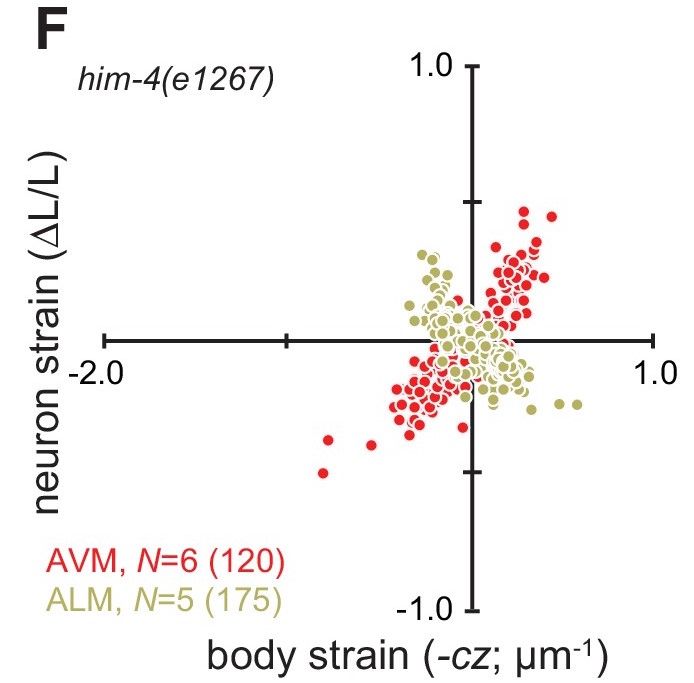 F
him-4(e1267)
1.0
neuron strain (ΔL/L)
-2.0
1.0
AVM, N=6 (120)
ALM, N=5 (175)
-1.0
body strain (-cz; μm-1)